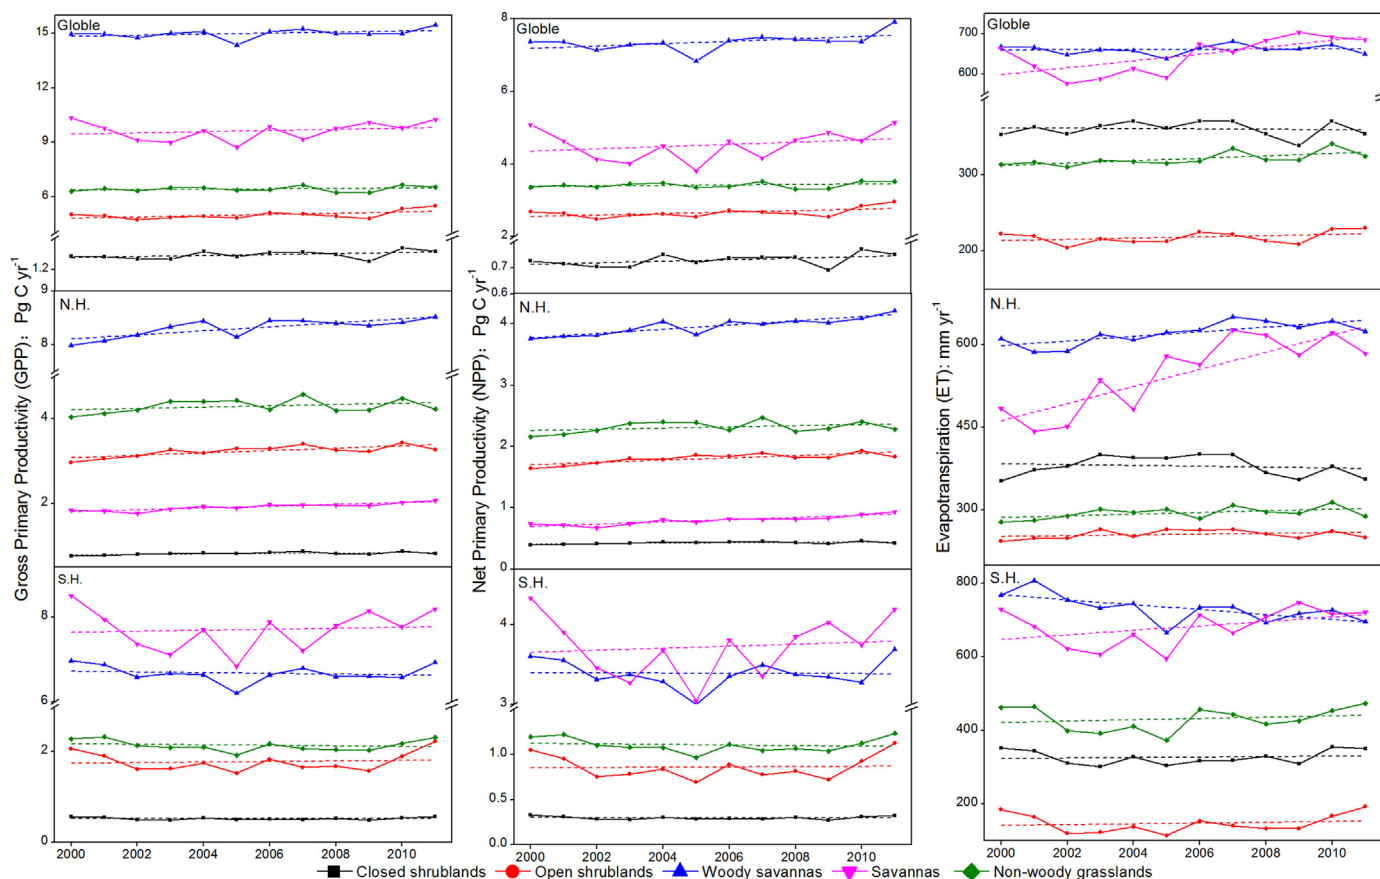 Globle
15
12
9
6
1.2
9
N.H.
8
4
2
S.H.
8
6
2
0
2000 2002 2004 2006 2008 2010
Gross Primary Productivity (GPP): Pg C yr-1
Globle
8
6
4
2
0.7
0.6
N.H.
4
3
2
1
0
S.H.
4
3
1.0
0.5
0.0
2000 2002 2004 2006 2008 2010
Net Primary Productivity (NPP): Pg C yr-1
Globle
700
600
300
200
N.H.
600
450
300
S.H.
800
600
400
200
2000 2002 2004 2006 2008 2010
Evapotranspiration (ET): mm yr-1
Closed shrublands Open shrublands Woody savannas Savannas Non-woody grasslands